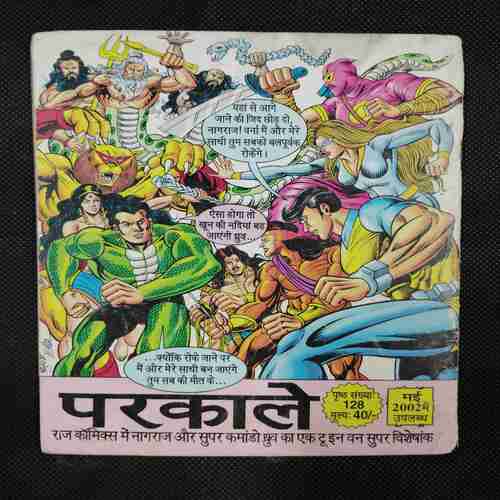 यहां से आगे
जाने की जिद छोड़ दो,
नागराज! वर्ना मैं और मेरे
साथी तुम सबको बलपूर्वक
रोकेंगे।
ऐसा होगा तो
खून की नदियां बह
जाएंगी ध्रुव...
...क्योंकि रोके जाने पर
मैं और मेरे साथी बन जाएंगे
तुम सब की मौत के...
परकाले
पृष्ठ संख्या:
128
मूल्य: 40/-
मई
2002 में
उपलब्ध
राज कॉमिक्स में नागराज और सुपर कमांडो ध्रुव का एक टू इन वन सुपर विशेषांक